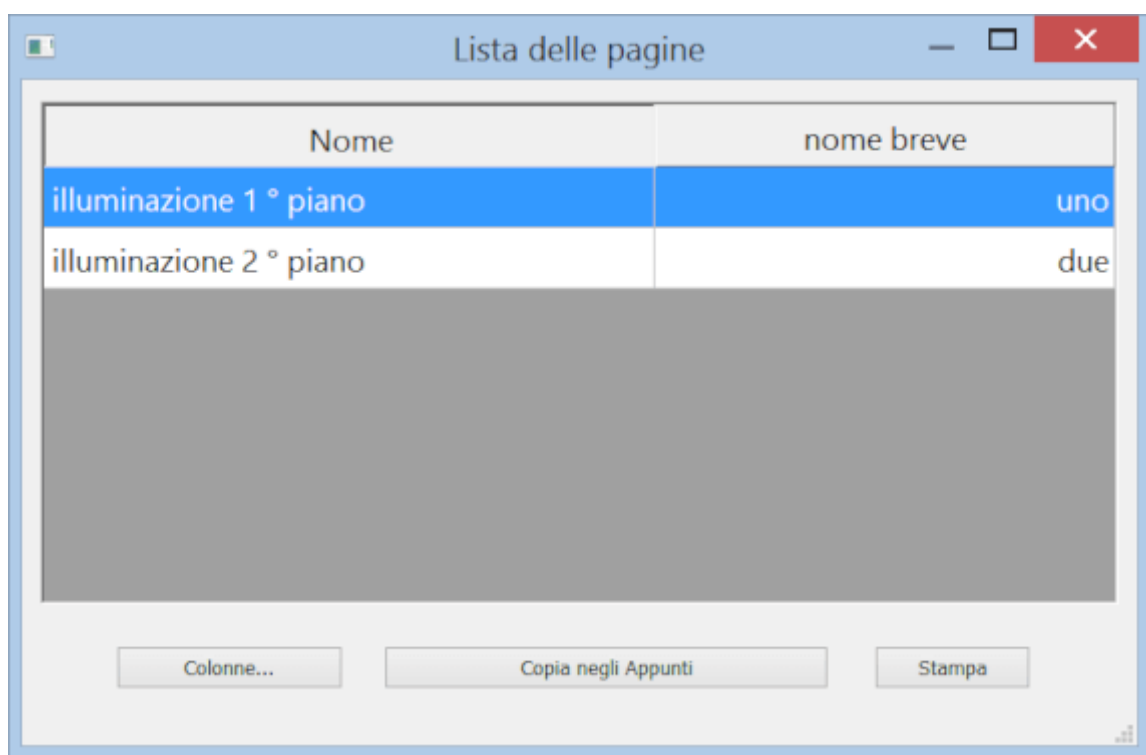 Lista delle pagine
Nome nome breve
illuminazione 1 ° piano uno
illuminazione 2 ° piano due
Colonne... Copia negli Appunti Stampa